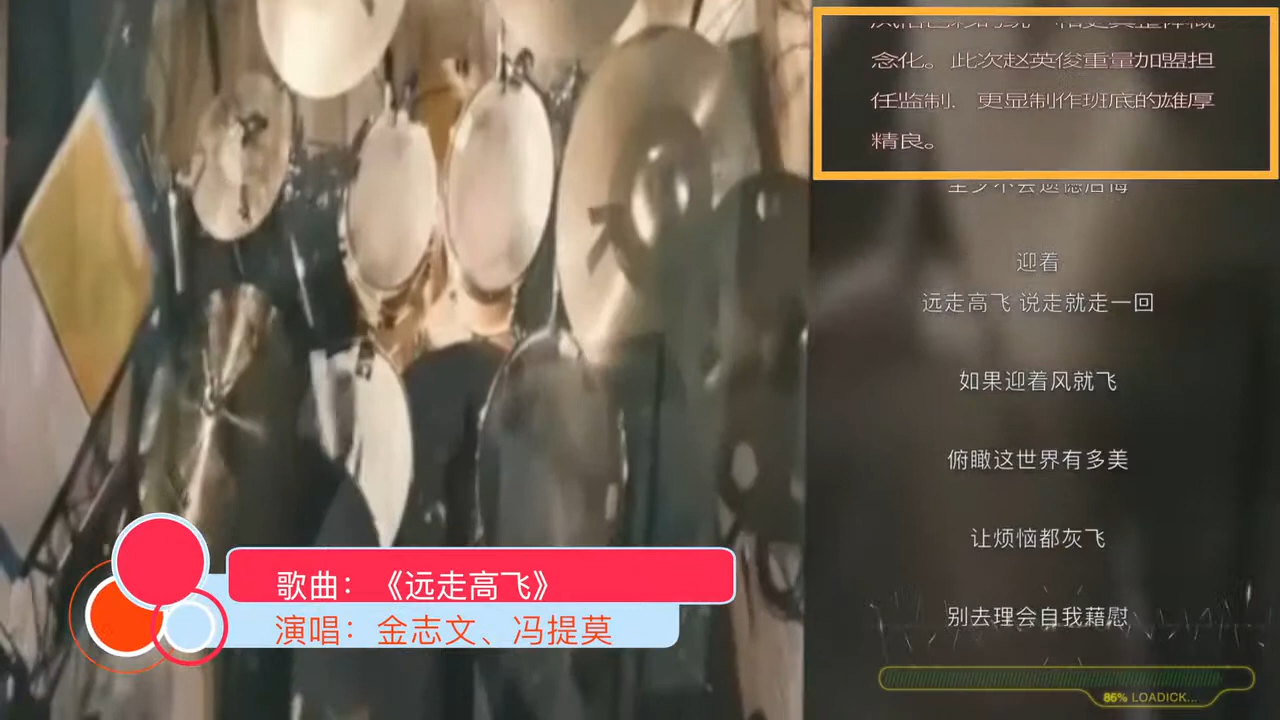 念化。此次赵英俊重量加盟担
任监制，更显制作班底的雄厚
精良。
迎着
远走高飞 说走就走一回
如果迎着风就飞
俯瞰这世界有多美
让烦恼都灰飞
别去理会自我藉慰
歌曲：《远走高飞》
演唱：金志文、冯提莫
86% LOADICK...